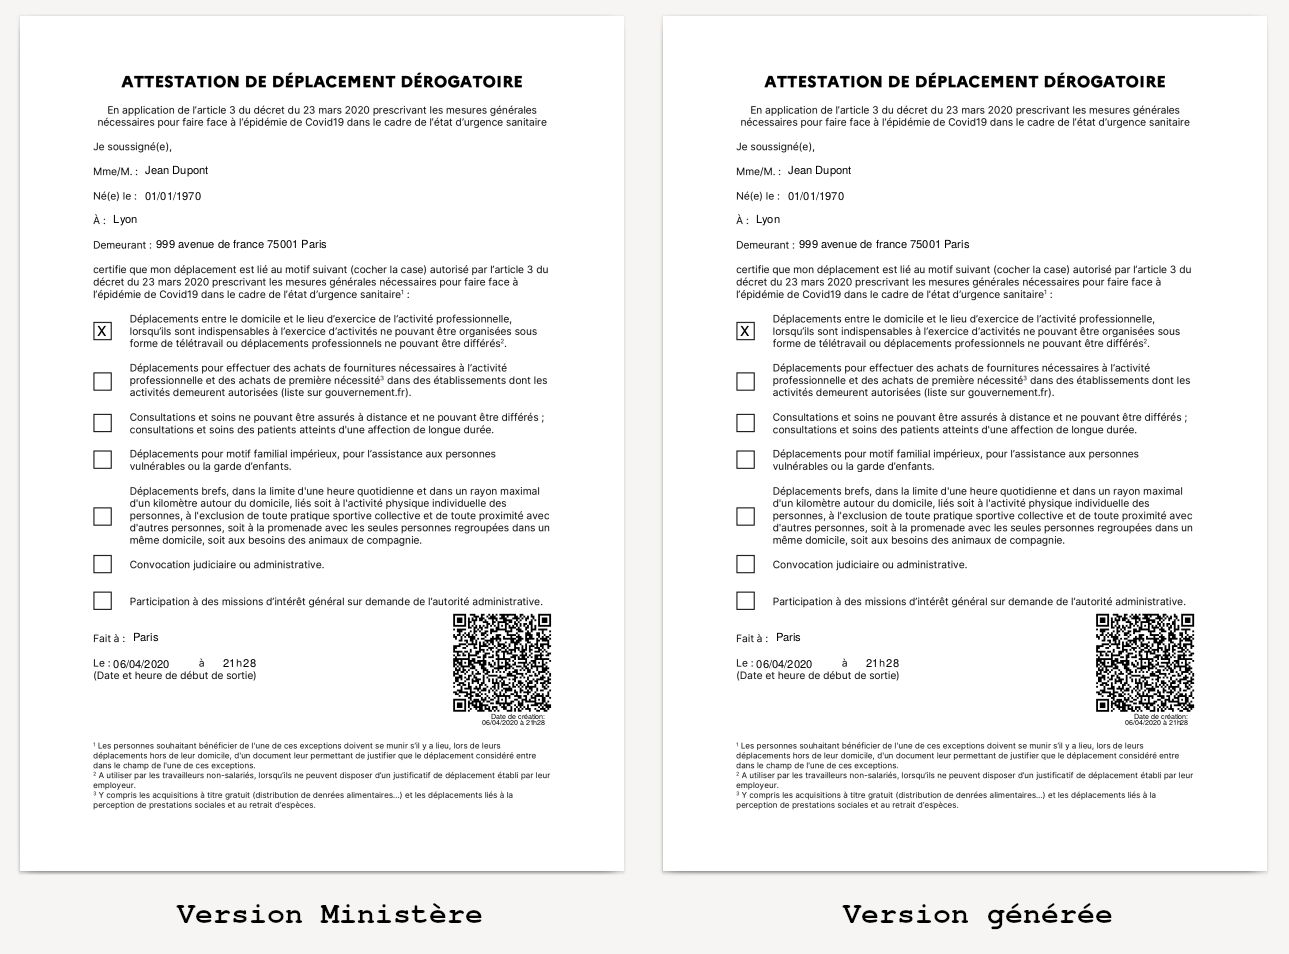 ATTESTATION DE DÉPLACEMENT DÉROGATOIRE
En application de l'article 3 du décret du 23 mars 2020 prescrivant les mesures générales
nécessaires pour faire face à l'épidémie de Covid19 dans le cadre de l'état d'urgence sanitaire
Je soussigné(e),
Mme/M. : Jean Dupont
Né(e) le : 01/01/1970
À : Lyon
Demeurant : 999 avenue de france 75001 Paris
certifie que mon déplacement est lié au motif suivant (cocher la case) autorisé par l'article 3 du
décret du 23 mars 2020 prescrivant les mesures générales nécessaires pour faire face à
l'épidémie de Covid19 dans le cadre de l'état d'urgence sanitaire¹ :
X
Déplacements entre le domicile et le lieu d'exercice de l'activité professionnelle,
lorsqu'ils sont indispensables à l'exercice d'activités ne pouvant être organisées sous
forme de télétravail ou déplacements professionnels ne pouvant être différés².
Déplacements pour effectuer des achats de fournitures nécessaires à l'activité
professionnelle et des achats de première nécessité³ dans des établissements dont les
activités demeurent autorisées (liste sur gouvernement.fr).
Consultations et soins ne pouvant être assurés à distance et ne pouvant être différés ;
consultations et soins des patients atteints d'une affection de longue durée.
Déplacements pour motif familial impérieux, pour l'assistance aux personnes
vulnérables ou la garde d'enfants.
Déplacements brefs, dans la limite d'une heure quotidienne et dans un rayon maximal
d'un kilomètre autour du domicile, liés soit à l'activité physique individuelle des
personnes, à l'exclusion de toute pratique sportive collective et de toute proximité avec
d'autres personnes, soit à la promenade avec les seules personnes regroupées dans un
même domicile, soit aux besoins des animaux de compagnie.
Convocation judiciaire ou administrative.
Participation à des missions d'intérêt général sur demande de l'autorité administrative.
Fait à : Paris
Le : 06/04/2020 à 21h28
(Date et heure de début de sortie)
Date de création:
06/04/2020 à 21h28
¹ Les personnes souhaitant bénéficier de l'une de ces exceptions doivent se munir s'il y a lieu, lors de leurs
déplacements hors de leur domicile, d'un document leur permettant de justifier que le déplacement considéré entre
dans le champ de l'une de ces exceptions.
² A utiliser par les travailleurs non-salariés, lorsqu'ils ne peuvent disposer d'un justificatif de déplacement établi par leur
employeur.
³ Y compris les acquisitions à titre gratuit (distribution de denrées alimentaires...) et les déplacements liés à la
perception de prestations sociales et au retrait d'espèces.
Version Ministère
ATTESTATION DE DÉPLACEMENT DÉROGATOIRE
En application de l'article 3 du décret du 23 mars 2020 prescrivant les mesures générales
nécessaires pour faire face à l'épidémie de Covid19 dans le cadre de l'état d'urgence sanitaire
Je soussigné(e),
Mme/M. : Jean Dupont
Né(e) le : 01/01/1970
À : Lyon
Demeurant : 999 avenue de france 75001 Paris
certifie que mon déplacement est lié au motif suivant (cocher la case) autorisé par l'article 3 du
décret du 23 mars 2020 prescrivant les mesures générales nécessaires pour faire face à
l'épidémie de Covid19 dans le cadre de l'état d'urgence sanitaire¹ :
X
Déplacements entre le domicile et le lieu d'exercice de l'activité professionnelle,
lorsqu'ils sont indispensables à l'exercice d'activités ne pouvant être organisées sous
forme de télétravail ou déplacements professionnels ne pouvant être différés².
Déplacements pour effectuer des achats de fournitures nécessaires à l'activité
professionnelle et des achats de première nécessité³ dans des établissements dont les
activités demeurent autorisées (liste sur gouvernement.fr).
Consultations et soins ne pouvant être assurés à distance et ne pouvant être différés ;
consultations et soins des patients atteints d'une affection de longue durée.
Déplacements pour motif familial impérieux, pour l'assistance aux personnes
vulnérables ou la garde d'enfants.
Déplacements brefs, dans la limite d'une heure quotidienne et dans un rayon maximal
d'un kilomètre autour du domicile, liés soit à l'activité physique individuelle des
personnes, à l'exclusion de toute pratique sportive collective et de toute proximité avec
d'autres personnes, soit à la promenade avec les seules personnes regroupées dans un
même domicile, soit aux besoins des animaux de compagnie.
Convocation judiciaire ou administrative.
Participation à des missions d'intérêt général sur demande de l'autorité administrative.
Fait à : Paris
Le : 06/04/2020 à 21h28
(Date et heure de début de sortie)
Date de création:
06/04/2020 à 21h28
¹ Les personnes souhaitant bénéficier de l'une de ces exceptions doivent se munir s'il y a lieu, lors de leurs
déplacements hors de leur domicile, d'un document leur permettant de justifier que le déplacement considéré entre
dans le champ de l'une de ces exceptions.
² A utiliser par les travailleurs non-salariés, lorsqu'ils ne peuvent disposer d'un justificatif de déplacement établi par leur
employeur.
³ Y compris les acquisitions à titre gratuit (distribution de denrées alimentaires...) et les déplacements liés à la
perception de prestations sociales et au retrait d'espèces.
Version générée